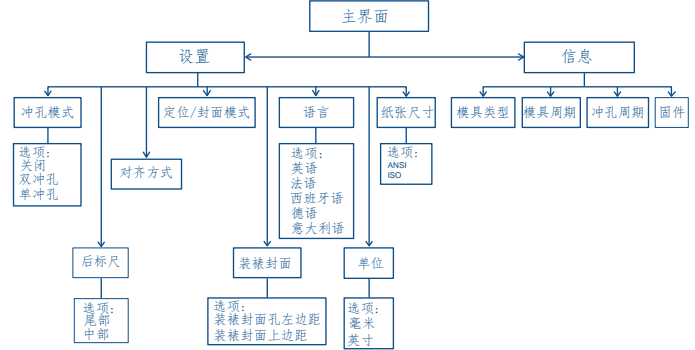 主界面
设置
信息
冲孔模式
定位/封面模式
语言
纸张尺寸
模具类型
模具周期
冲孔周期
固件
选项:
关闭
双冲孔
单冲孔
对齐方式
选项:
英语
法语
西班牙语
德语
意大利语
选项:
ANSI
ISO
后标尺
装裱封面
单位
选项:
尾部
中部
选项:
装裱封面孔左边距
装裱封面上边距
选项:
毫米
英寸